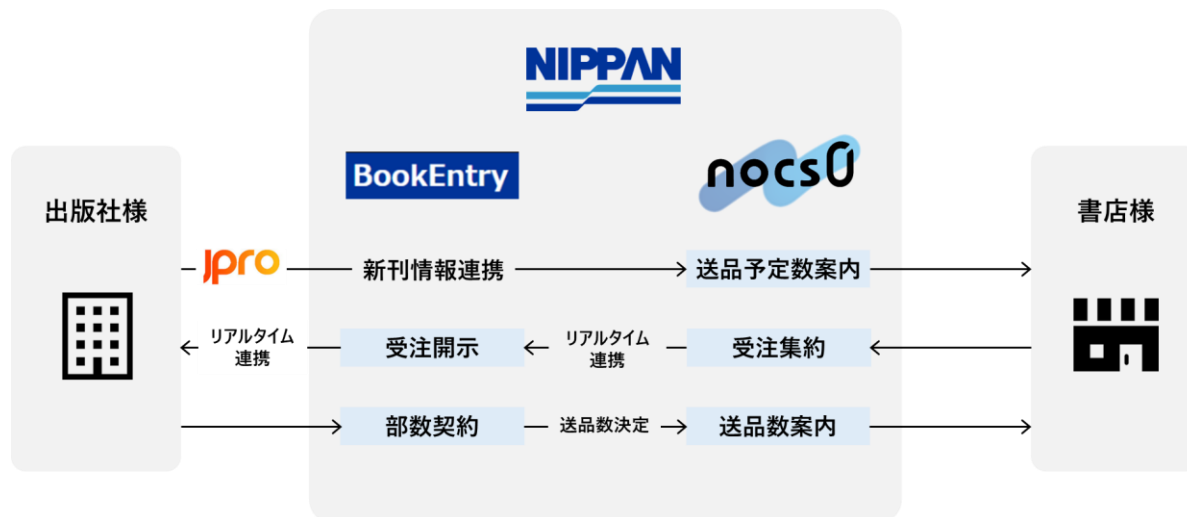 NIPPAN
BookEntry
nocs0
出版社様
書店様
jpro
新刊情報連携
送品予定数案内
リアルタイム
連携
受注開示
リアルタイム
連携
受注集約
部数契約
送品数決定
送品数案内